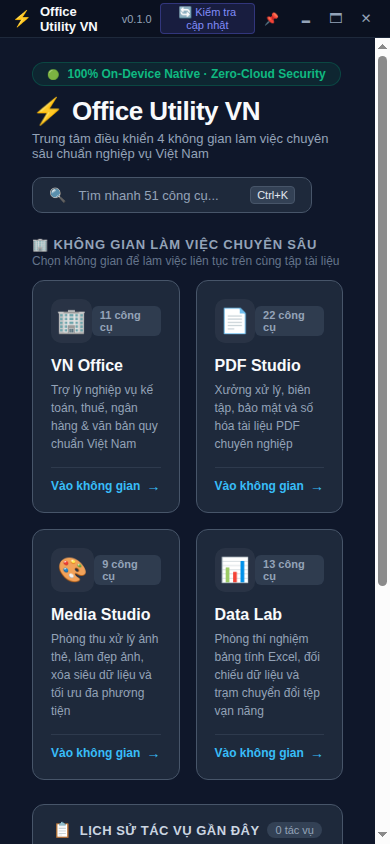 Office
Utility VN
v0.1.0
Kiểm tra
cập nhật
100% On-Device Native · Zero-Cloud Security
Office Utility VN
Trung tâm điều khiển 4 không gian làm việc chuyên
sâu chuẩn nghiệp vụ Việt Nam
Tìm nhanh 51 công cụ...
Ctrl+K
KHÔNG GIAN LÀM VIỆC CHUYÊN SÂU
Chọn không gian để làm việc liên tục trên cùng tập tài liệu
11 công
cụ
VN Office
Trợ lý nghiệp vụ kế
toán, thuế, ngân
hàng & văn bản quy
chuẩn Việt Nam
Vào không gian →
22 công
cụ
PDF Studio
Xưởng xử lý, biên
tập, bảo mật và số
hóa tài liệu PDF
chuyên nghiệp
Vào không gian →
9 công
cụ
Media Studio
Phòng thu xử lý ảnh
thẻ, làm đẹp ảnh,
xóa siêu dữ liệu và
tối ưu đa phương
tiện
Vào không gian →
13 công
cụ
Data Lab
Phòng thí nghiệm
bảng tính Excel, đối
chiếu dữ liệu và
trạm chuyển đổi tệp
vạn năng
Vào không gian →
LỊCH SỬ TÁC VỤ GẦN ĐÂY
0 tác vụ